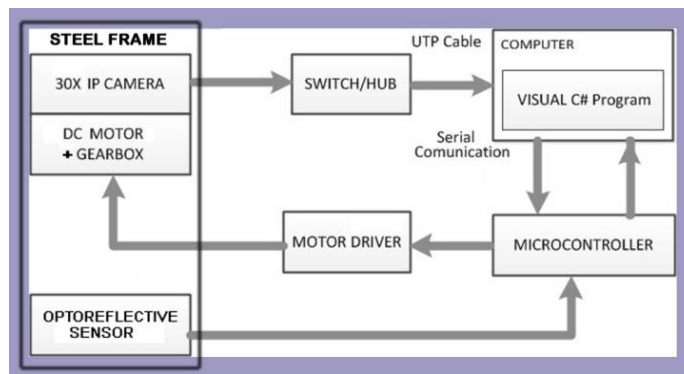 STEEL FRAME
30X IP CAMERA
DC MOTOR
+ GEARBOX
OPTOREFLECTIVE
SENSOR
SWITCH/HUB
UTP Cable
COMPUTER
VISUAL C# Program
Serial
Comunication
MOTOR DRIVER
MICROCONTROLLER